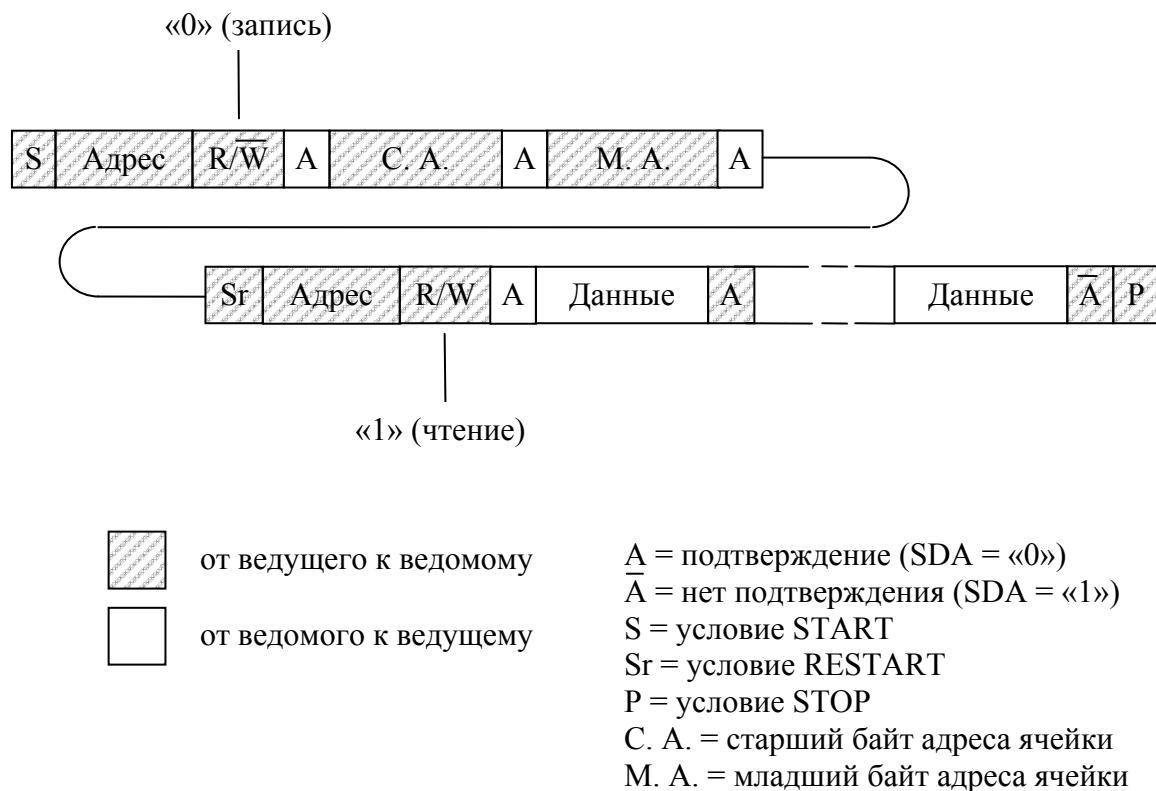 «0» (запись)
S Адрес R/W̅ A С. А. A М. А. A
Sr Адрес R/W A Данные A Данные A̅ P
«1» (чтение)
от ведущего к ведомому
от ведомого к ведущему
A = подтверждение (SDA = «0»)
A̅ = нет подтверждения (SDA = «1»)
S = условие START
Sr = условие RESTART
P = условие STOP
С. А. = старший байт адреса ячейки
М. А. = младший байт адреса ячейки